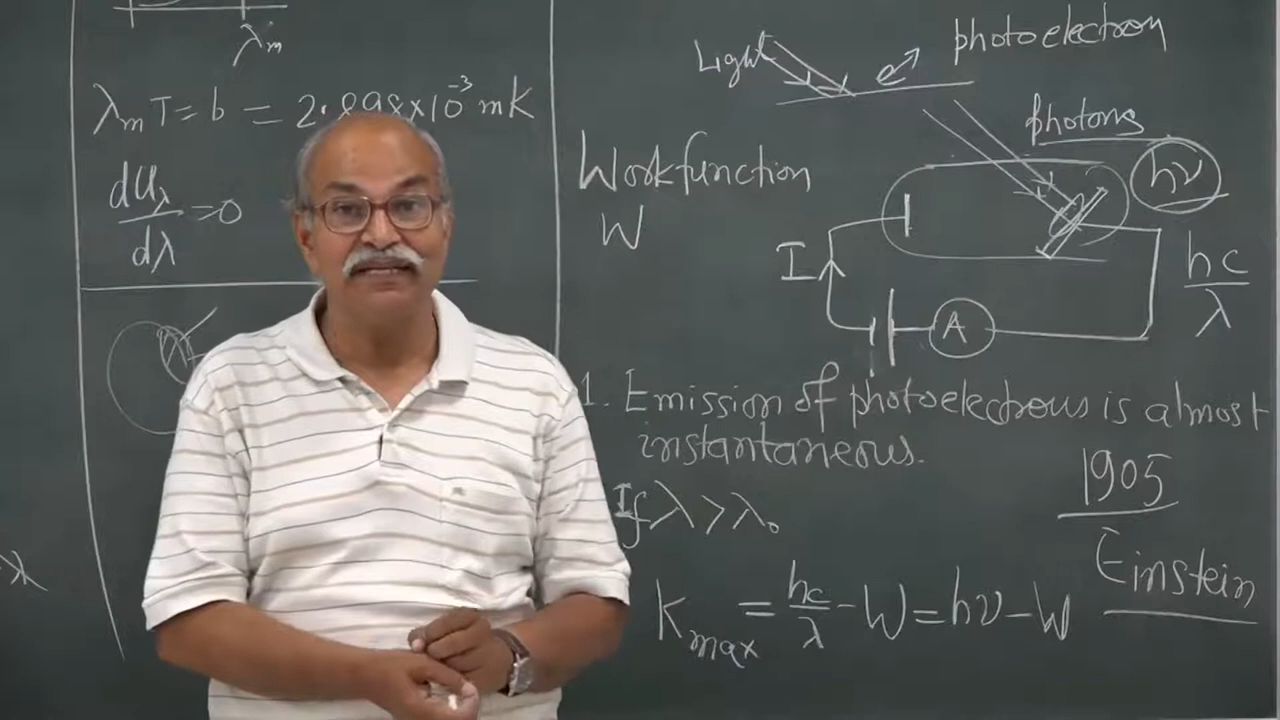 λm
λm T = b = 2.898×10⁻³ mK
dUλ/dλ = 0
λ
Light
e
photoelectron
photons
hν
Workfunction
W
I
A
hc/λ
1. Emission of photoelectrons is almost
instantaneous.
1905
If λ > λ₀
Einstein
Kmax = hc/λ - W = hν - W